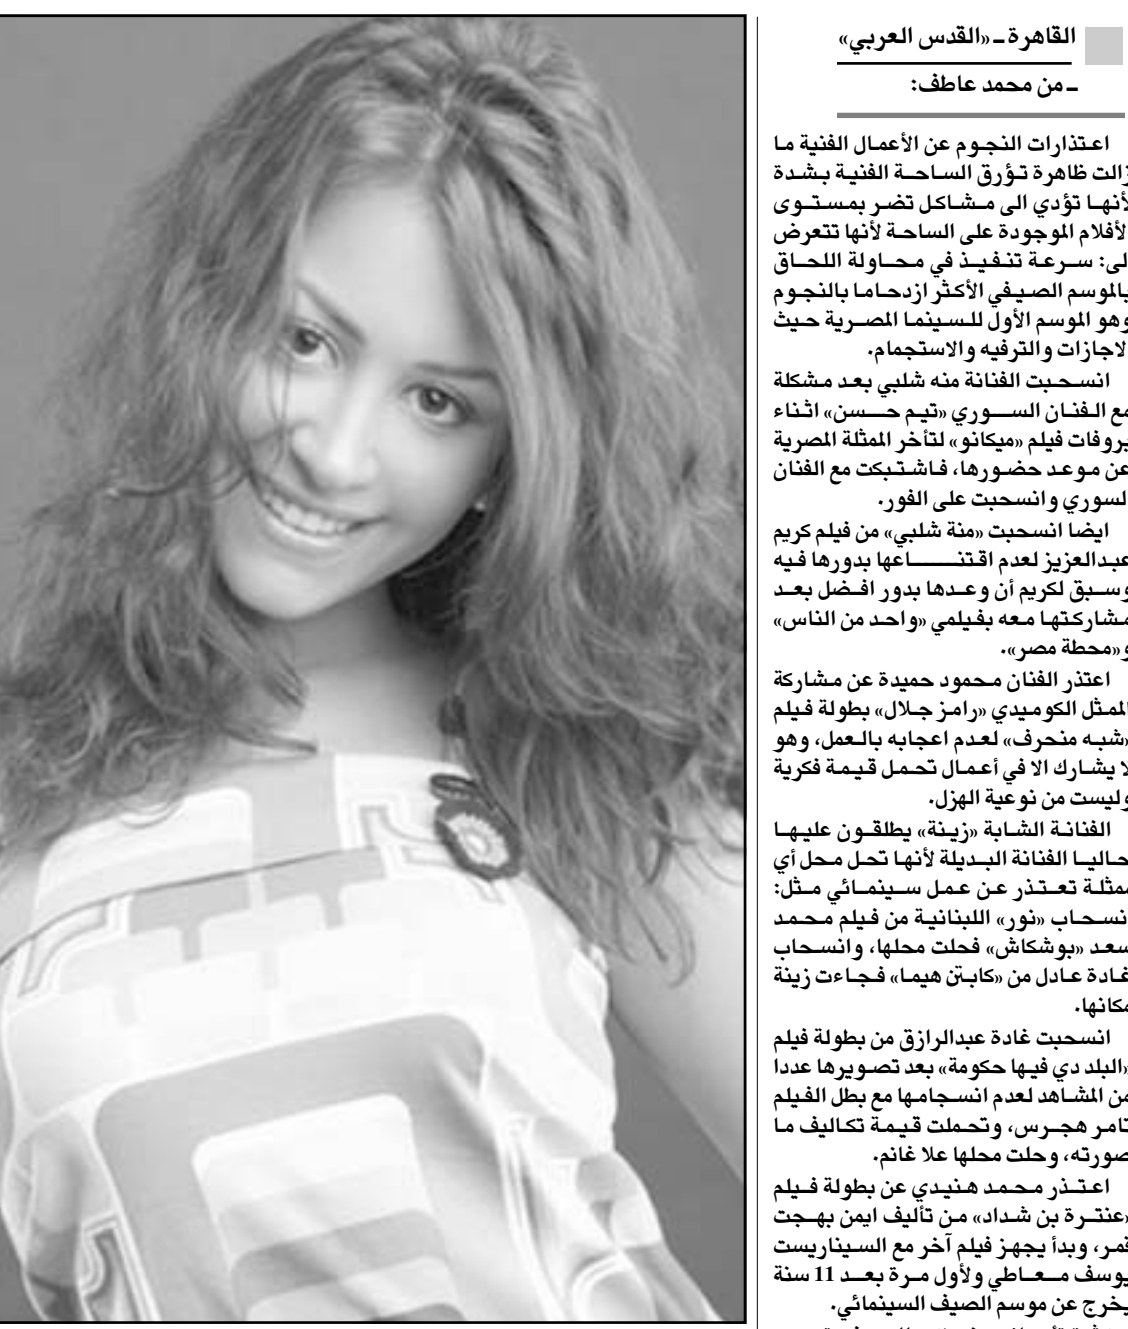 القاهرة ـ «القدس العربي»
ـ من محمد عاطف:
اعتذارات النجوم عن الأعمال الفنية ما
زالت ظاهرة تؤرق الساحة الفنية بشدة
لأنها تؤدي الى مشاكل تضر بمستوى
الأفلام الموجودة على الساحة لأنها تتعرض
الى: سرعة تنفيذ في محاولة اللحاق
بالموسم الصيفي الأكثر ازدحاما بالنجوم
وهو الموسم الأول للسينما المصرية حيث
الاجازات والترفيه والاستجمام.
انسحبت الفنانة منه شلبي بعد مشكلة
مع الفنان السوري «تيم حسن» اثناء
بروفات فيلم «ميكانو» لتأخر الممثلة المصرية
عن موعد حضورها، فاشتبكت مع الفنان
السوري وانسحبت على الفور.
ايضا انسحبت «منة شلبي» من فيلم كريم
عبدالعزيز لعدم اقتنــاعها بدورها فيه
وسبق لكريم أن وعدها بدور افضل بعد
مشاركتها معه بفيلمي «واحد من الناس»
و«محطة مصر».
اعتذر الفنان محمود حميدة عن مشاركة
الممثل الكوميدي «رامز جلال» بطولة فيلم
«شبه منحرف» لعدم اعجابه بالعمل، وهو
لا يشارك الا في أعمال تحمل قيمة فكرية
وليست من نوعية الهزل.
الفنانة الشابة «زينة» يطلقون عليها
حاليا الفنانة البديلة لأنها تحل محل أي
ممثلة تعتذر عن عمل سينمائي مثل:
انسحاب «نور» اللبنانية من فيلم محمد
سعد «بوشكاش» فحلت محلها، وانسحاب
غادة عادل من «كابتن هيما» فجاءت زينة
مكانها.
انسحبت غادة عبدالرازق من بطولة فيلم
«البلد دي فيها حكومة» بعد تصويرها عددا
من المشاهد لعدم انسجامها مع بطل الفيلم
تامر هجرس، وتحملت قيمة تكاليف ما
صورته، وحلت محلها علا غانم.
اعتذر محمد هنيدي عن بطولة فيلم
«عنترة بن شداد» من تأليف ايمن بهجت
قمر، وبدأ يجهز فيلم آخر مع السيناريست
يوسف معاطي ولأول مرة بعد 11 سنة
يخرج عن موسم الصيف السينمائي.